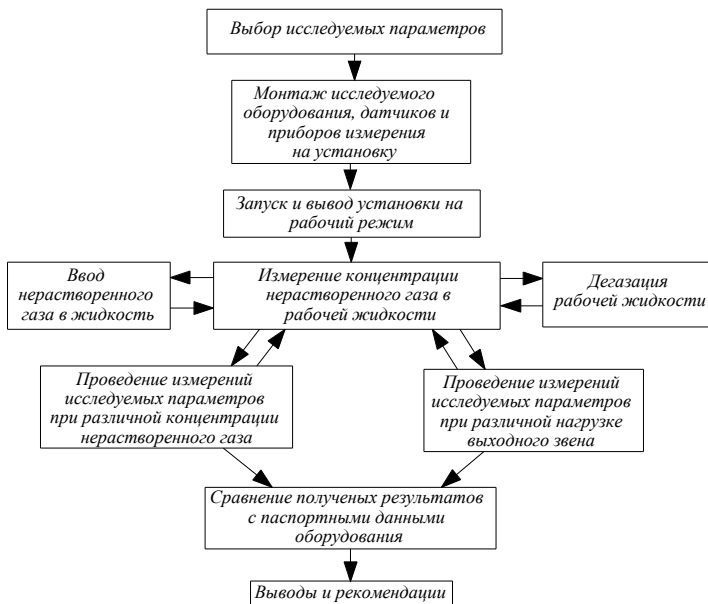 Выбор исследуемых параметров
Монтаж исследуемого
оборудования, датчиков и
приборов измерения
на установку
Запуск и вывод установки на
рабочий режим
Ввод
нерастворенного
газа в жидкость
Измерение концентрации
нерастворенного газа в
рабочей жидкости
Дегазация
рабочей жидкости
Проведение измерений
исследуемых параметров
при различной концентрации
нерастворенного газа
Проведение измерений
исследуемых параметров
при различной нагрузке
выходного звена
Сравнение полученых результатов
с паспортными данными
оборудования
Выводы и рекомендации